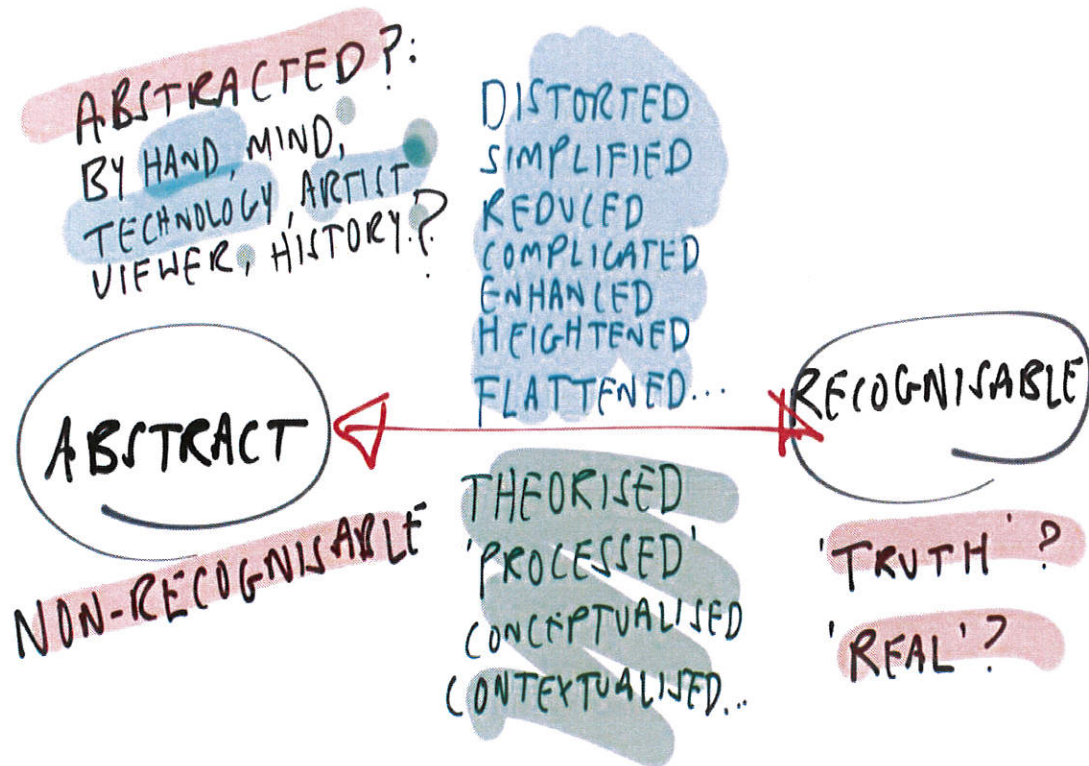 ABSTRACTED?:
BY HAND, MIND,
TECHNOLOGY, ARTIST
VIEWER, HISTORY?
DISTORTED
SIMPLIFIED
REDUCED
COMPLICATED
ENHANCED
HEIGHTENED
FLATTENED...
ABSTRACT
RECOGNISABLE
NON-RECOGNISABLE
THEORISED
'PROCESSED'
CONCEPTUALISED
CONTEXTUALISED...
'TRUTH'?
'REAL'?